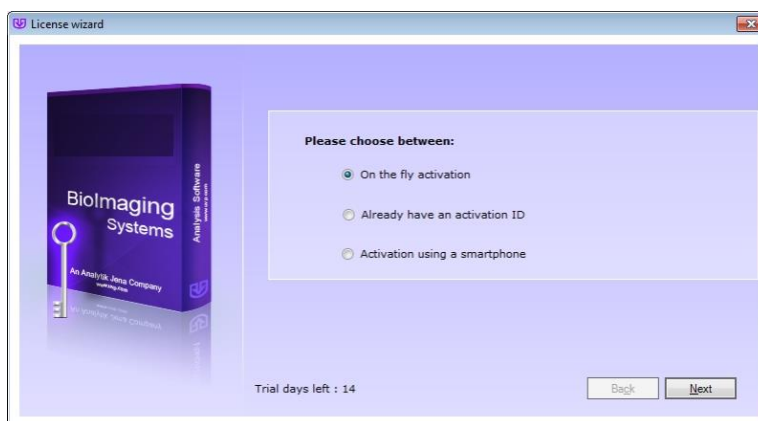 License wizard
Please choose between:
On the fly activation
Already have an activation ID
Activation using a smartphone
BioImaging
Systems
An Analytik Jena Company
Analysis Software
Trial days left : 14
Back
Next